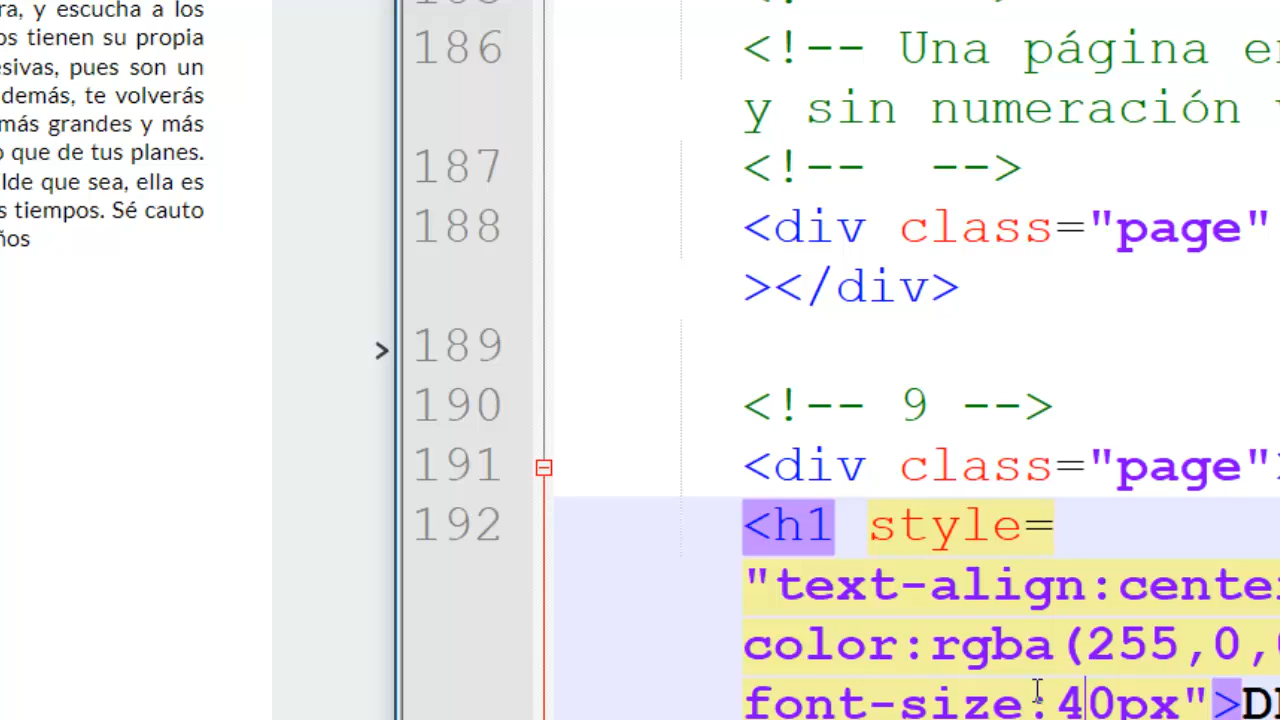 ra, y escucha a los
os tienen su propia
esivas, pues son un
demás, te volverás
más grandes y más
o que de tus planes.
lde que sea, ella es
s tiempos. Sé cauto
ños
>
186 <!-- Una página e
y sin numeración
187 <!--  -->
188 <div class="page"
></div>
189
190 <!-- 9 -->
191 <div class="page"
192 <h1 style=
"text-align:cente
color:rgba(255,0,
font-size:40px">D